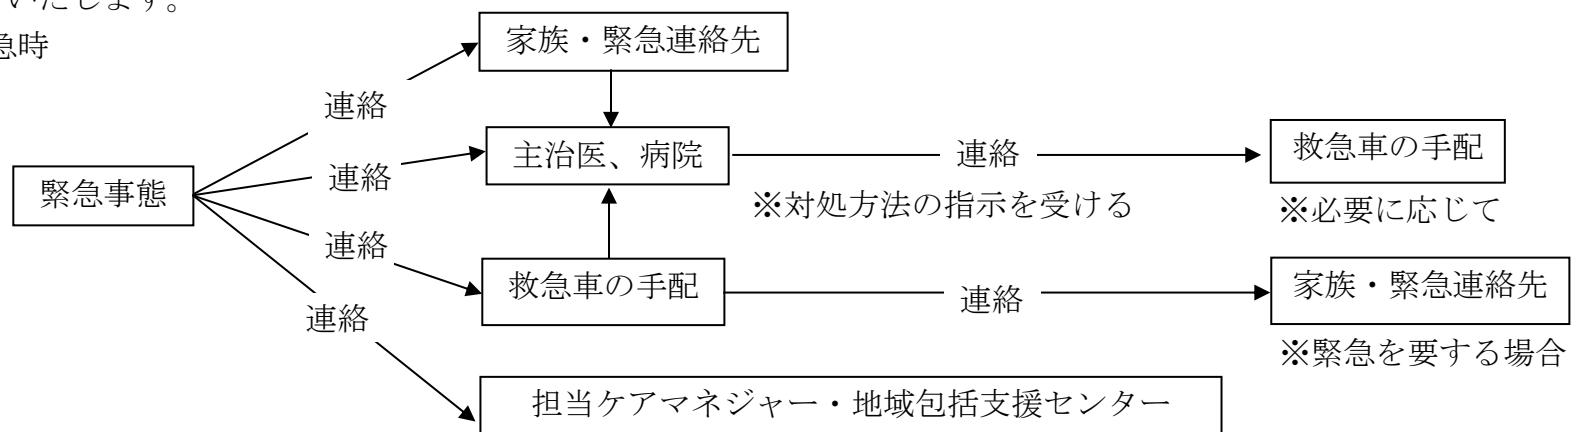 いたします。
急時
家族・緊急連絡先
連絡
主治医、病院
連絡
救急車の手配
連絡
緊急事態
※対処方法の指示を受ける
※必要に応じて
連絡
救急車の手配
連絡
家族・緊急連絡先
連絡
※緊急を要する場合
担当ケアマネジャー・地域包括支援センター